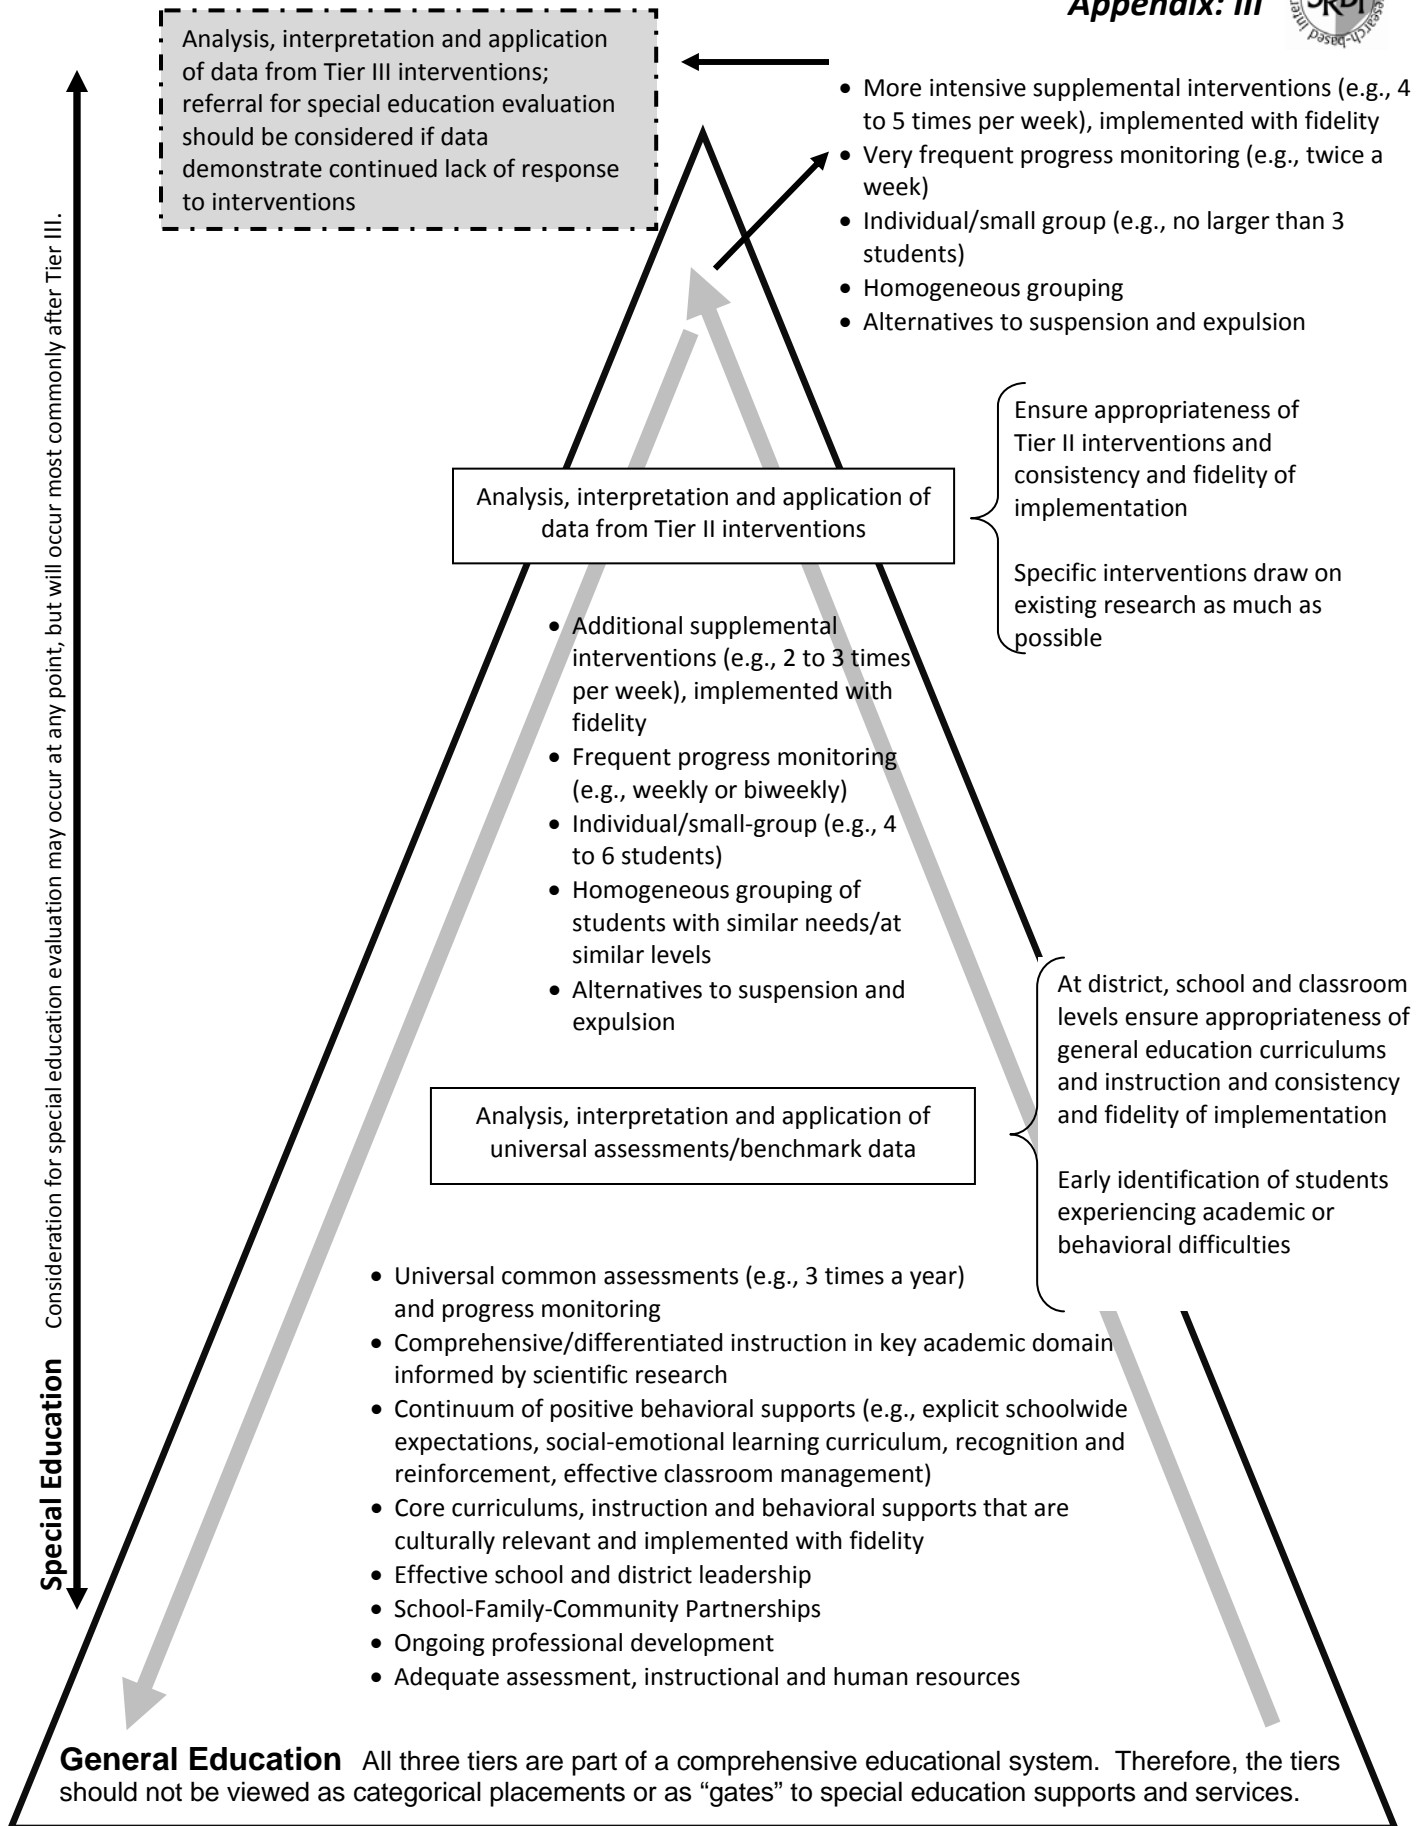 Appendix: III
SRBI
Analysis, interpretation and application
of data from Tier III interventions;
referral for special education evaluation
should be considered if data
demonstrate continued lack of response
to interventions
• More intensive supplemental interventions (e.g., 4
to 5 times per week), implemented with fidelity
• Very frequent progress monitoring (e.g., twice a
week)
• Individual/small group (e.g., no larger than 3
students)
• Homogeneous grouping
• Alternatives to suspension and expulsion
Ensure appropriateness of
Tier II interventions and
consistency and fidelity of
implementation
Specific interventions draw on
existing research as much as
possible
Analysis, interpretation and application of
data from Tier II interventions
• Additional supplemental
interventions (e.g., 2 to 3 times
per week), implemented with
fidelity
• Frequent progress monitoring
(e.g., weekly or biweekly)
• Individual/small-group (e.g., 4
to 6 students)
• Homogeneous grouping of
students with similar needs/at
similar levels
• Alternatives to suspension and
expulsion
At district, school and classroom
levels ensure appropriateness of
general education curriculums
and instruction and consistency
and fidelity of implementation
Early identification of students
experiencing academic or
behavioral difficulties
Analysis, interpretation and application of
universal assessments/benchmark data
• Universal common assessments (e.g., 3 times a year)
and progress monitoring
• Comprehensive/differentiated instruction in key academic domain
informed by scientific research
• Continuum of positive behavioral supports (e.g., explicit schoolwide
expectations, social-emotional learning curriculum, recognition and
reinforcement, effective classroom management)
• Core curriculums, instruction and behavioral supports that are
culturally relevant and implemented with fidelity
• Effective school and district leadership
• School-Family-Community Partnerships
• Ongoing professional development
• Adequate assessment, instructional and human resources
Special Education Consideration for special education evaluation may occur at any point, but will occur most commonly after Tier III.
General Education All three tiers are part of a comprehensive educational system. Therefore, the tiers
should not be viewed as categorical placements or as “gates” to special education supports and services.